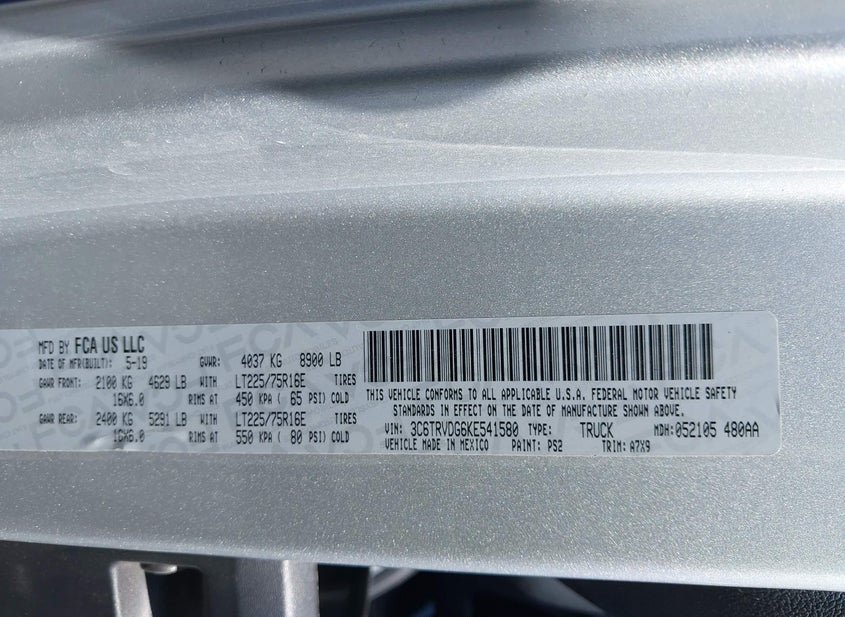 MFD BY FCA US LLC
DATE OF MFR(BUILT): 5-19 GVWR: 4037 KG 8900 LB
GAWR FRONT: 2100 KG 4629 LB WITH LT225/75R16E TIRES
16X6.0 RIMS AT 450 KPA ( 65 PSI) COLD
GAWR REAR: 2400 KG 5291 LB WITH LT225/75R16E TIRES
16X6.0 RIMS AT 550 KPA ( 80 PSI) COLD
THIS VEHICLE CONFORMS TO ALL APPLICABLE U.S.A. FEDERAL MOTOR VEHICLE SAFETY
STANDARDS IN EFFECT ON THE DATE OF MANUFACTURE SHOWN ABOVE.
VIN: 3C6TRVDG6KE541580 TYPE: TRUCK MDH: 052105 480AA
VEHICLE MADE IN MEXICO PAINT: PS2 TRIM: A7X9